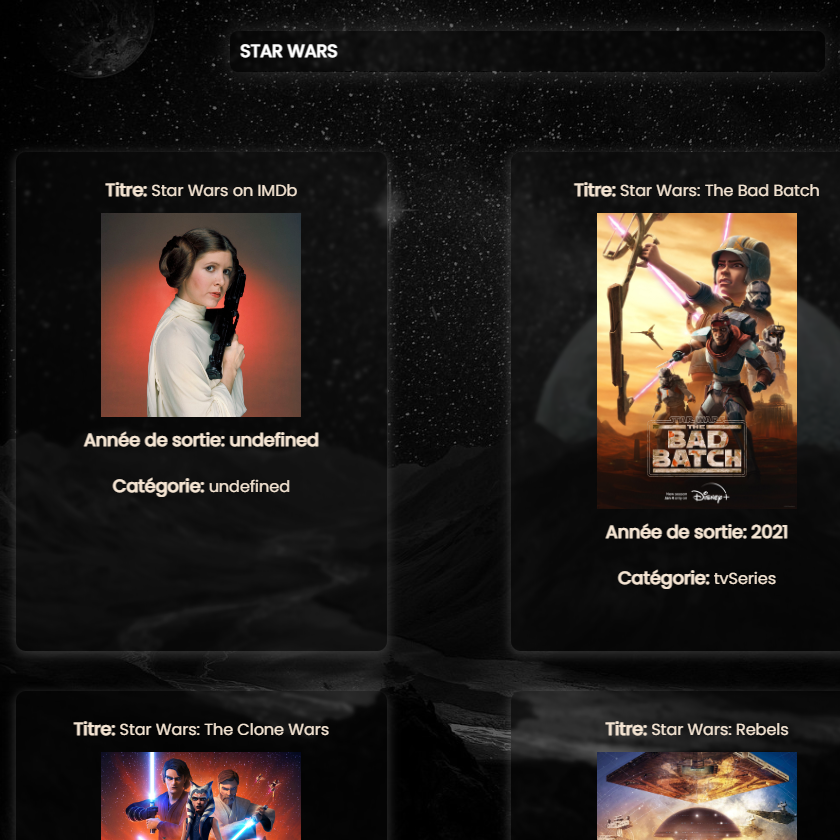 STAR WARS
Titre: Star Wars on IMDb
Année de sortie: undefined
Catégorie: undefined
Titre: Star Wars: The Bad Batch
STAR WARS
THE
BAD
BATCH
Disney+
Année de sortie: 2021
Catégorie: tvSeries
Titre: Star Wars: The Clone Wars
Titre: Star Wars: Rebels